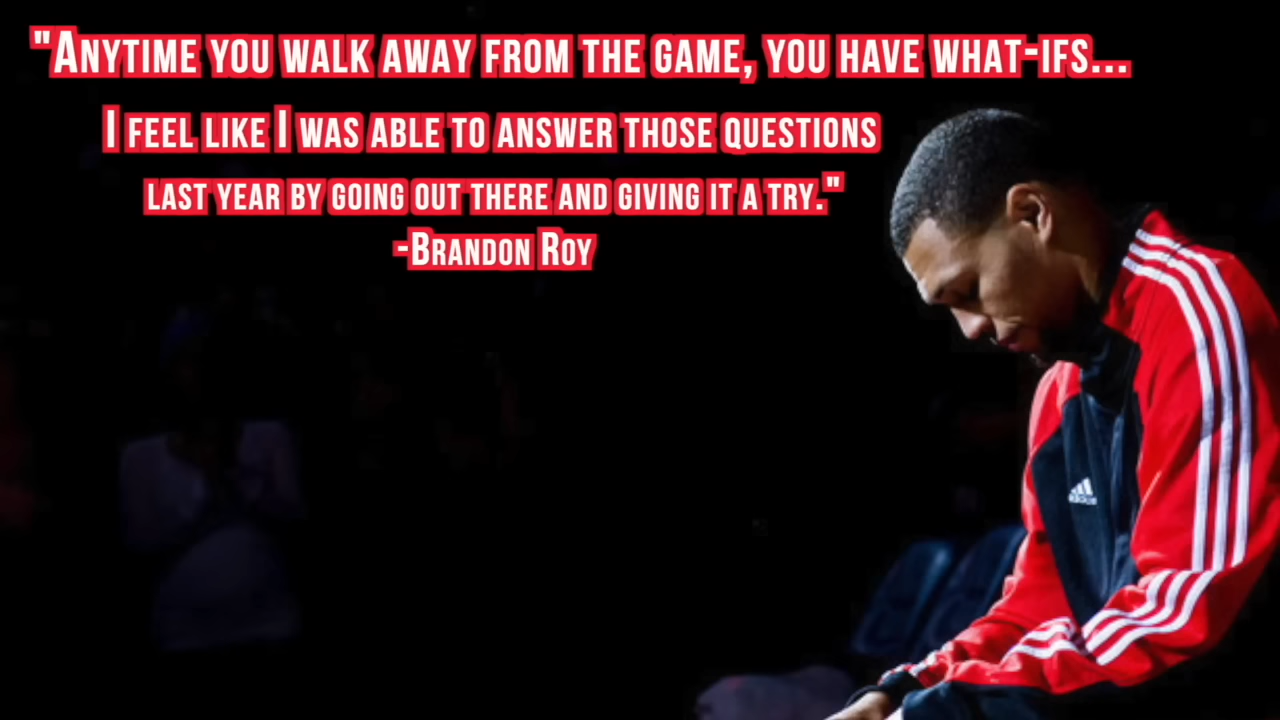 "Anytime you walk away from the game, you have what-ifs...
I feel like I was able to answer those questions
last year by going out there and giving it a try."
-Brandon Roy
adidas